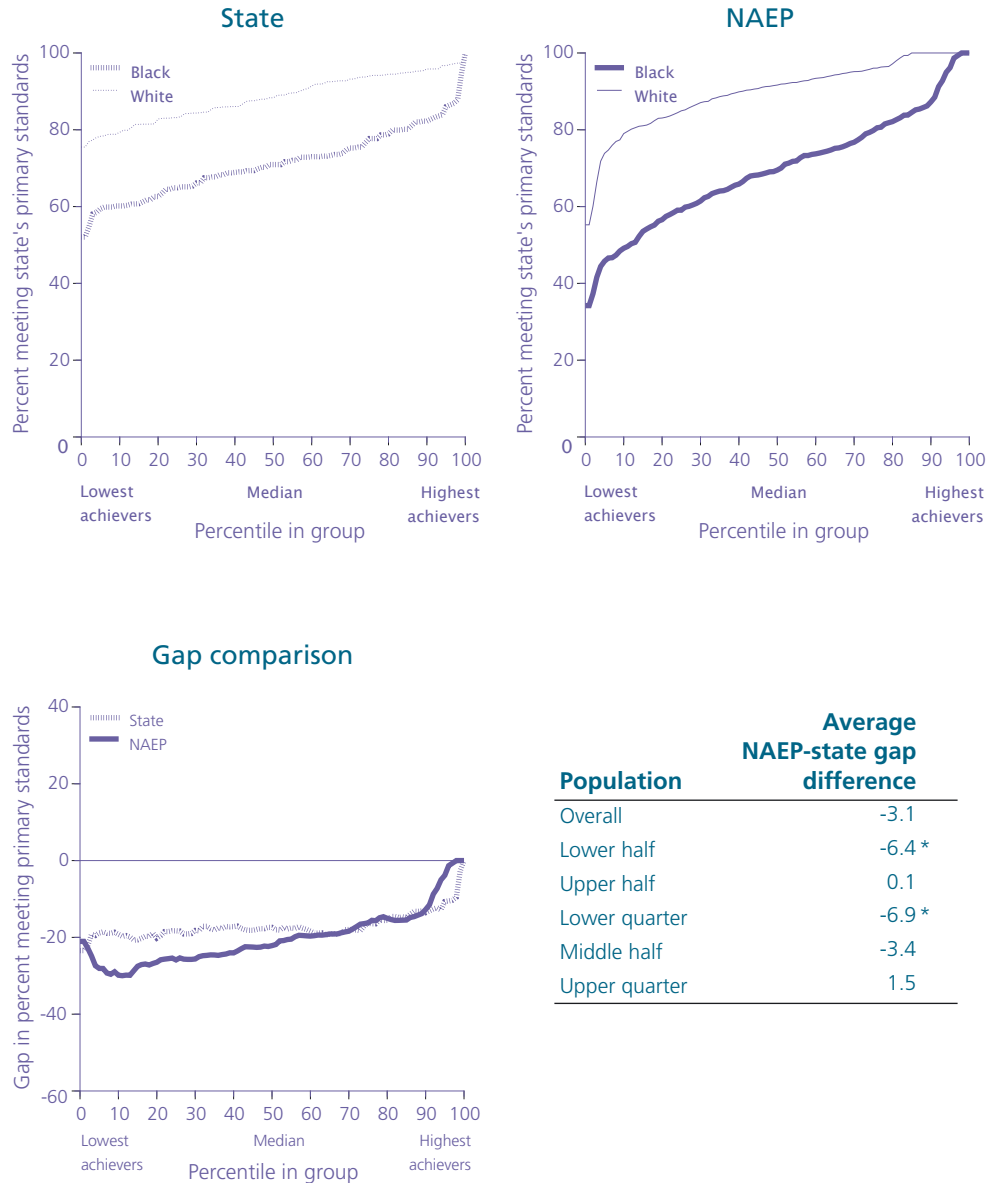 State
Percent meeting state's primary standards
100
80
60
40
20
0
Black
White
0 10 20 30 40 50 60 70 80 90 100
Lowest achievers
Median
Highest achievers
Percentile in group
NAEP
Percent meeting state's primary standards
100
80
60
40
20
0
Black
White
0 10 20 30 40 50 60 70 80 90 100
Lowest achievers
Median
Highest achievers
Percentile in group
Gap comparison
Gap in percent meeting primary standards
40
20
0
-20
-40
-60
State
NAEP
0 10 20 30 40 50 60 70 80 90 100
Lowest achievers
Median
Highest achievers
Percentile in group
Average
NAEP-state gap
Population difference
Overall -3.1
Lower half -6.4 *
Upper half 0.1
Lower quarter -6.9 *
Middle half -3.4
Upper quarter 1.5